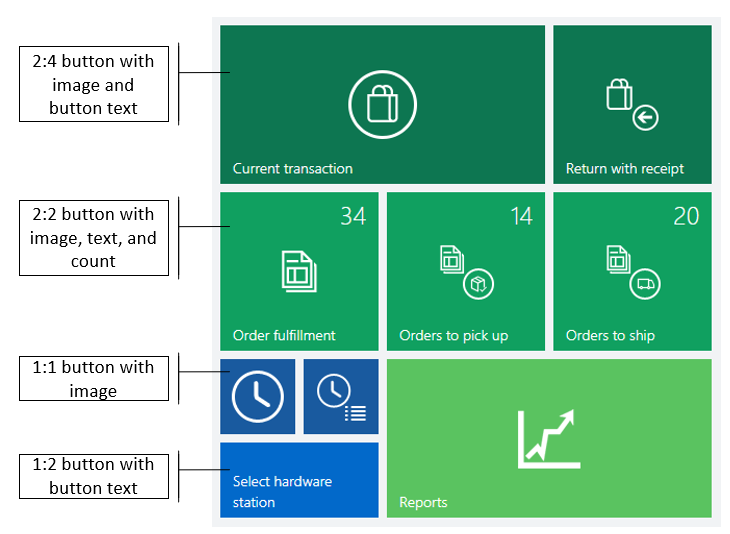 2:4 button with
image and
button text
Current transaction
Return with receipt
2:2 button with
image, text, and
count
34
14
20
Order fulfillment
Orders to pick up
Orders to ship
1:1 button with
image
1:2 button with
button text
Select hardware
station
Reports